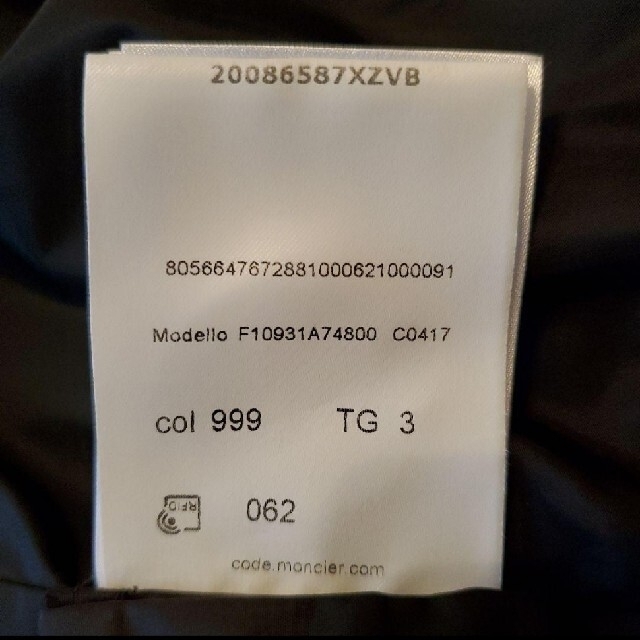 20086587XZVB
8056647672881000621000091
Modello F10931A74800 C0417
col 999 TG 3
RFID 062
code.moncler.com